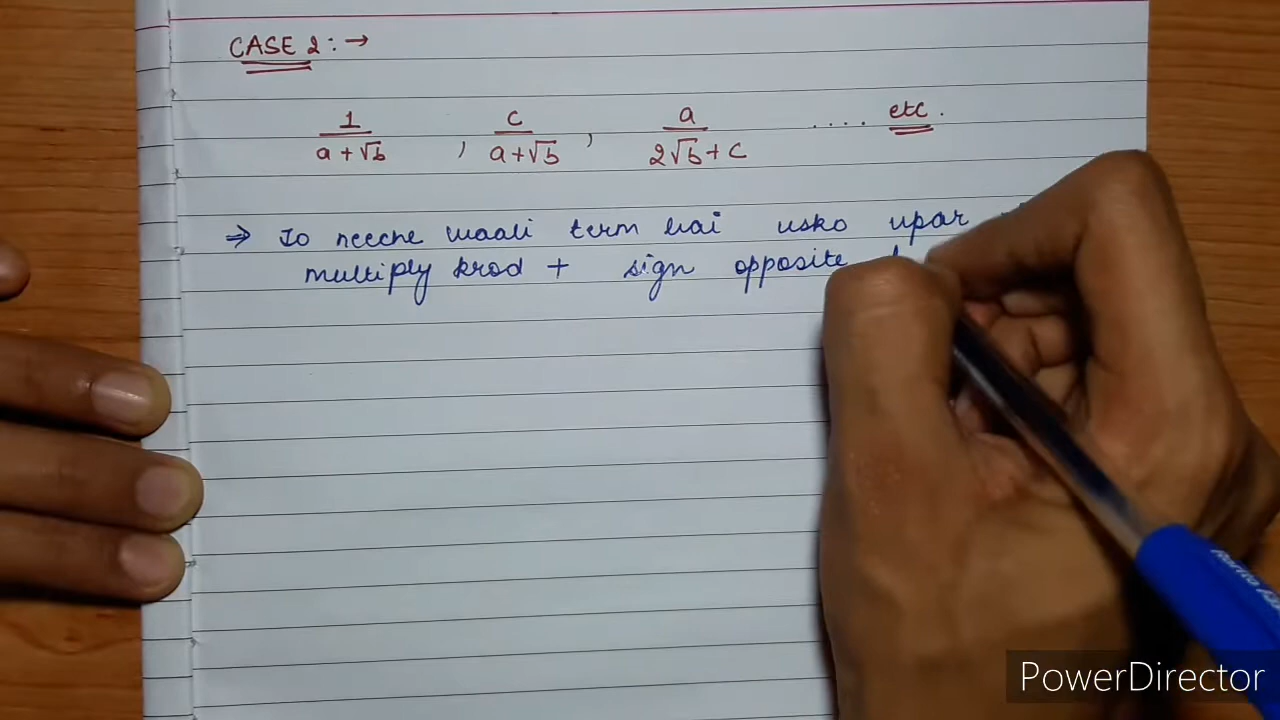 CASE 2 :→
1/(a+√b) , c/(a+√b) , a/(2√b+c) .... etc.
⇒ Jo neeche waali term hai usko upar
multiply krod + sign opposite
PowerDirector